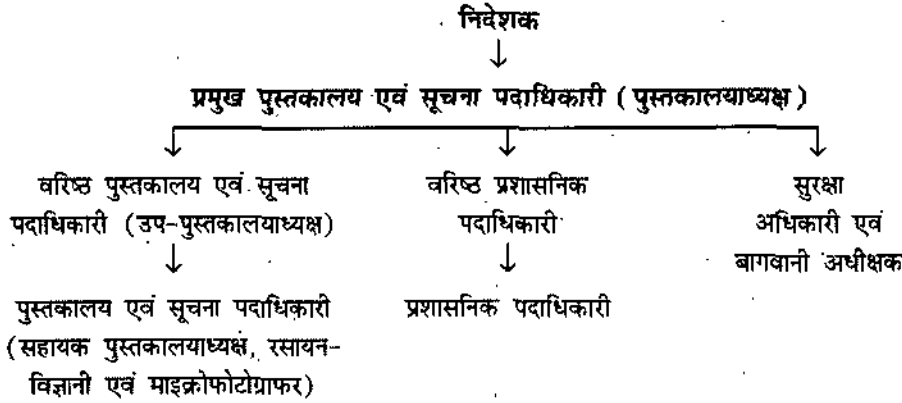 निदेशक
प्रमुख पुस्तकालय एवं सूचना पदाधिकारी (पुस्तकालयाध्यक्ष)
वरिष्ठ पुस्तकालय एवं सूचना
पदाधिकारी (उप-पुस्तकालयाध्यक्ष)
पुस्तकालय एवं सूचना पदाधिकारी
(सहायक पुस्तकालयाध्यक्ष, रसायन-
विज्ञानी एवं माइक्रोफोटोग्राफर)
वरिष्ठ प्रशासनिक
पदाधिकारी
प्रशासनिक पदाधिकारी
सुरक्षा
अधिकारी एवं
बागवानी अधीक्षक